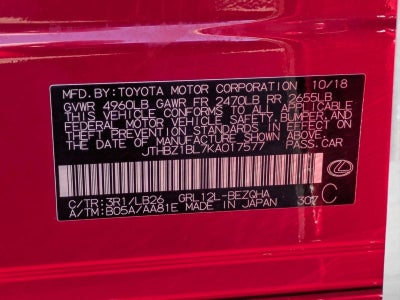 MFD. BY: TOYOTA MOTOR CORPORATION 10/18
GVWR 4960LB GAWR FR 2470LB RR 2655LB
THIS VEHICLE CONFORMS TO ALL APPLICABLE
FEDERAL MOTOR VEHICLE SAFETY, BUMPER, AND
THEFT PREVENTION STANDARDS IN EFFECT ON
THE DATE OF MANUFACTURE SHOWN ABOVE.
JTHBZ1BL7KA017577 PASS.CAR
C/TR: 3R1/LB26 GRL12L-BEZQHA 307 C
A/TM: B05A/AA81E MADE IN JAPAN